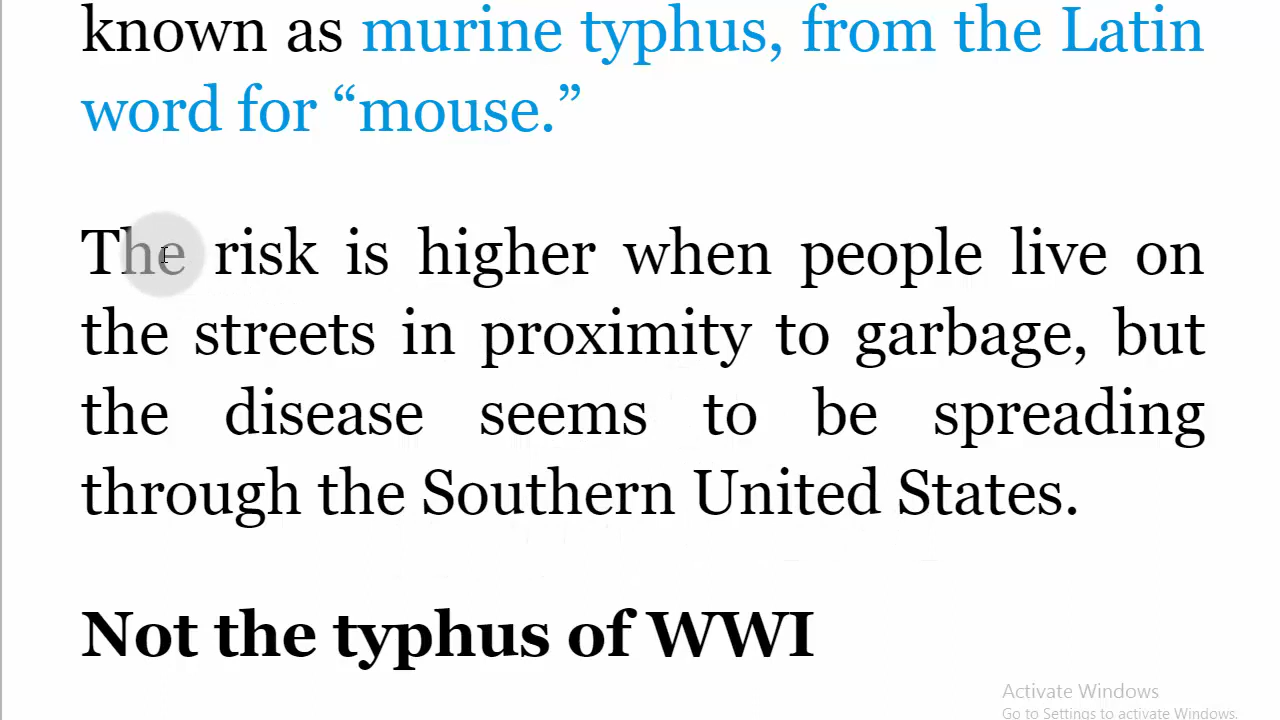 known as murine typhus, from the Latin
word for “mouse.”
The risk is higher when people live on
the streets in proximity to garbage, but
the disease seems to be spreading
through the Southern United States.
Not the typhus of WWI
Activate Windows
Go to Settings to activate Windows.